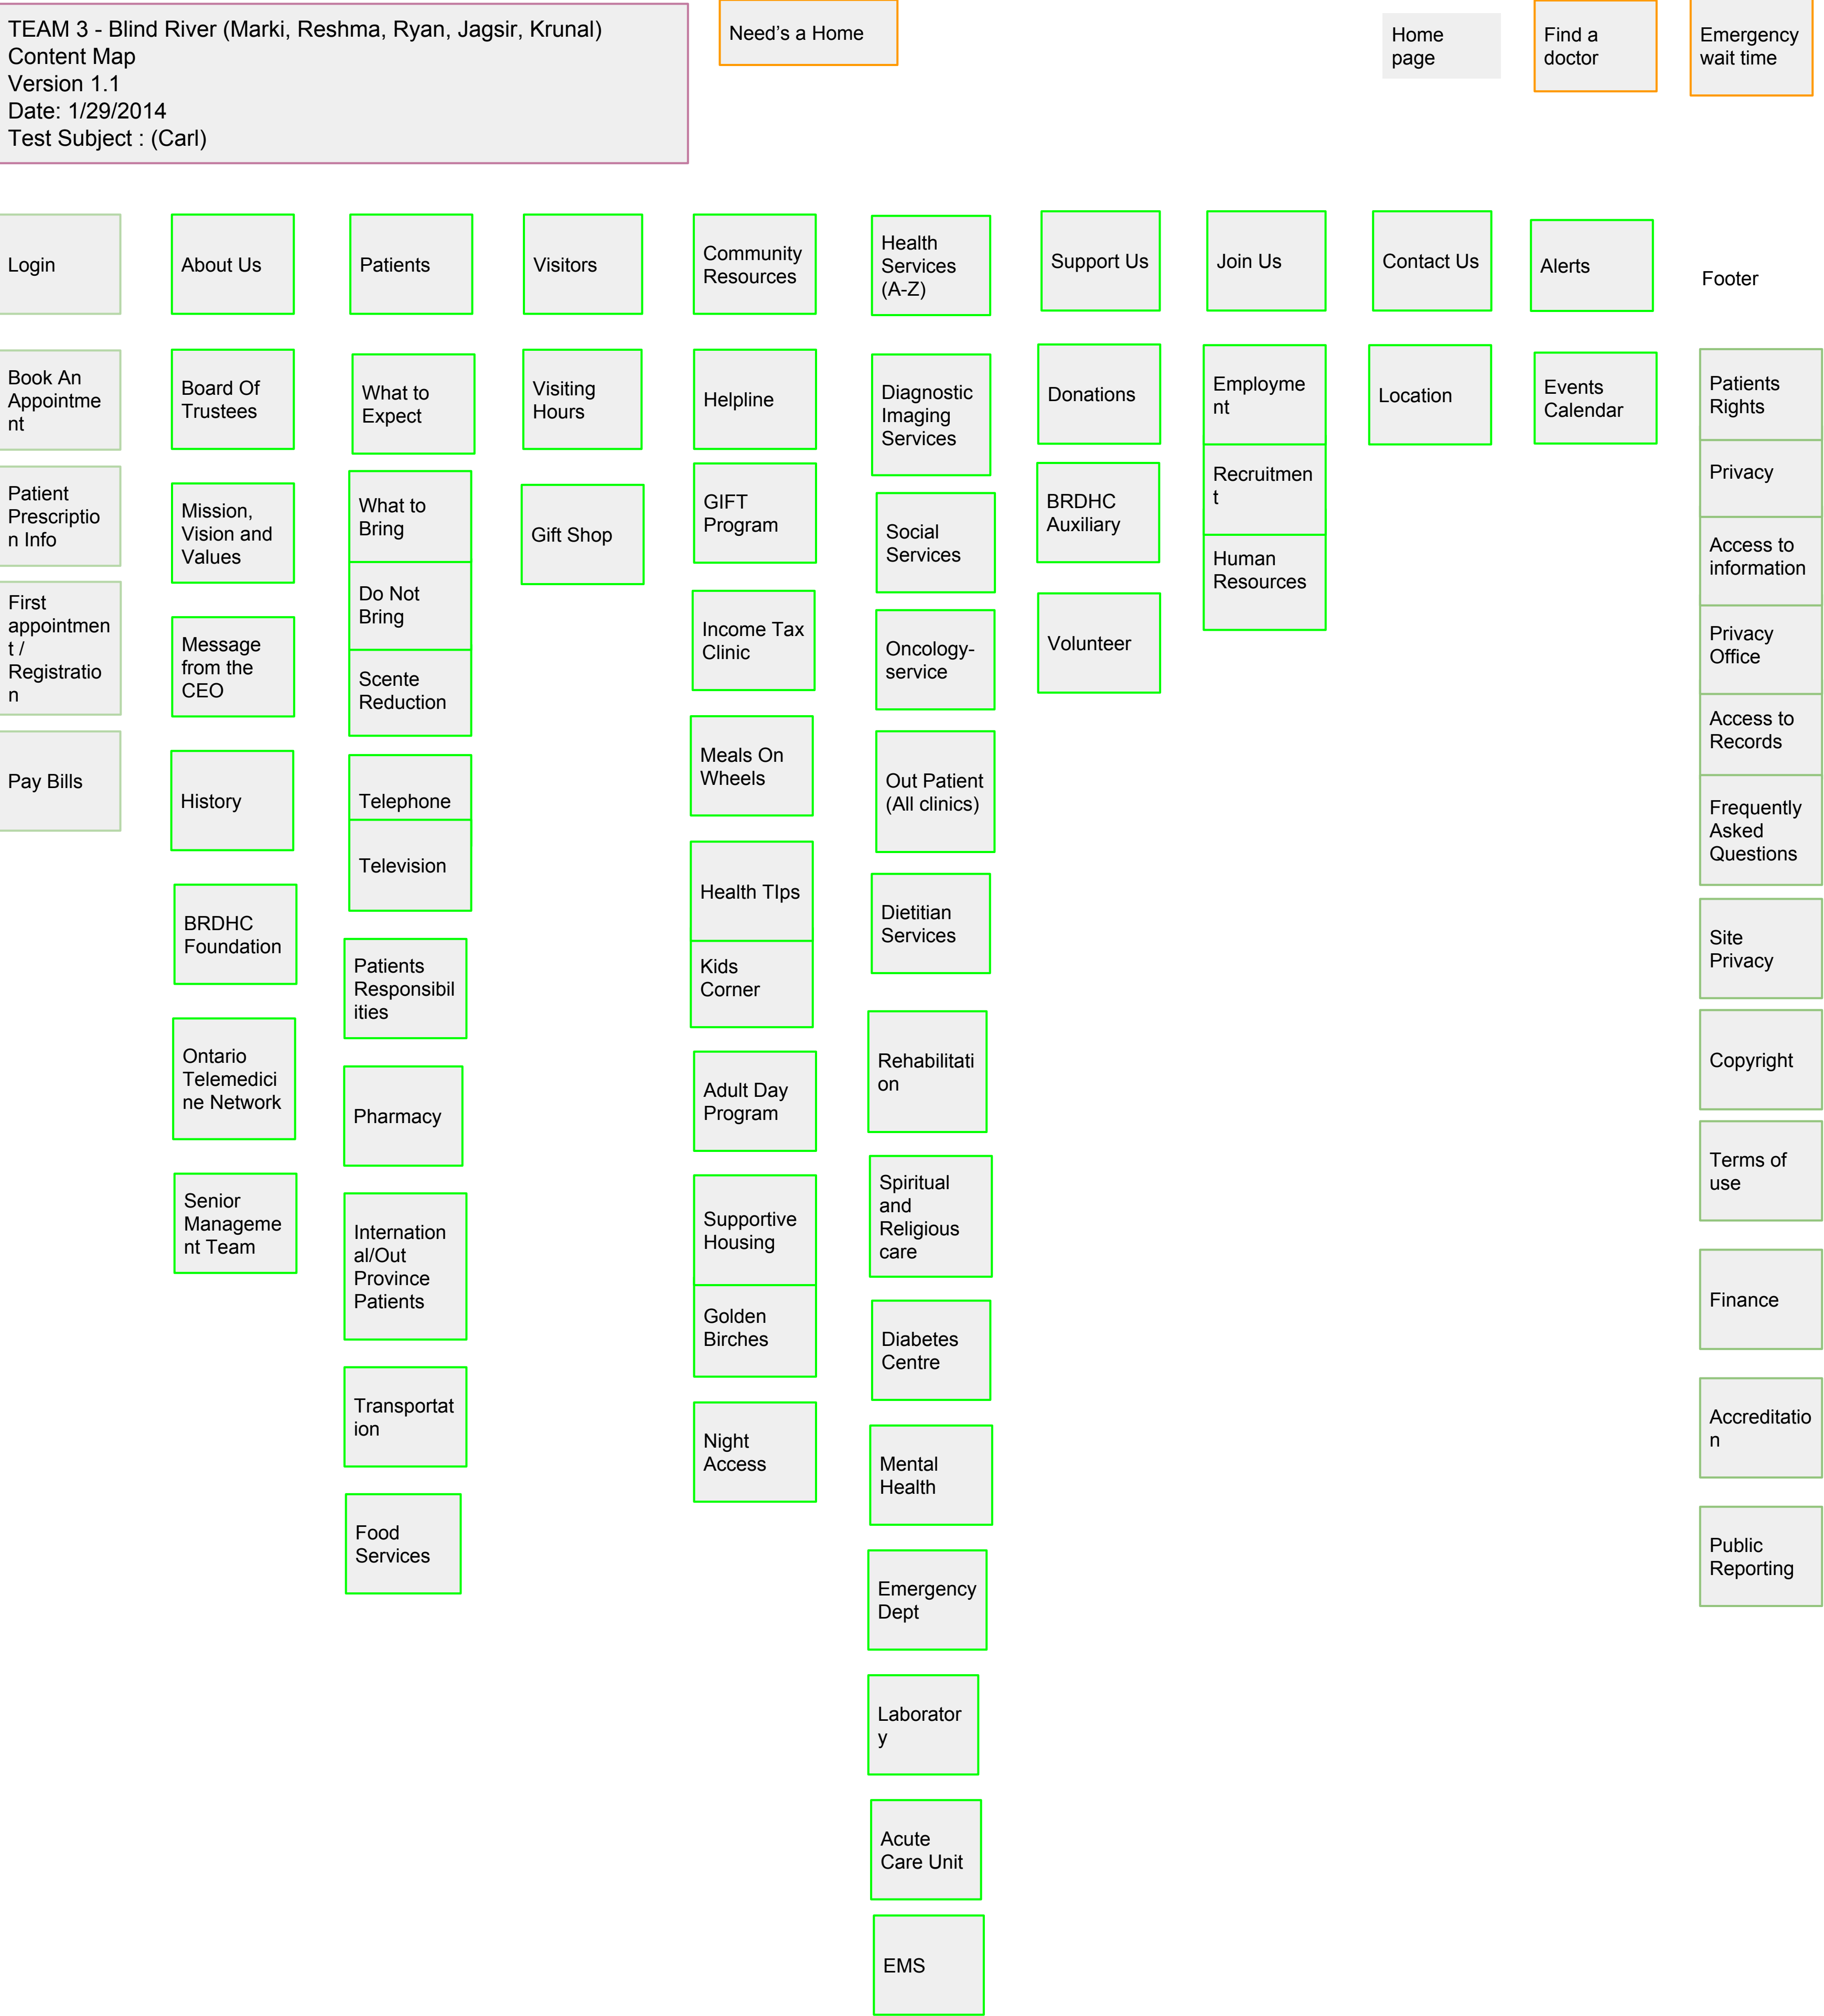 TEAM 3 - Blind River (Marki, Reshma, Ryan, Jagsir, Krunal)
Content Map
Version 1.1
Date: 1/29/2014
Test Subject : (Carl)
Need's a Home
Home
page
Find a
doctor
Emergency
wait time
Login
Book An
Appointme
nt
Patient
Prescriptio
n Info
First
appointmen
t /
Registratio
n
Pay Bills
About Us
Board Of
Trustees
Mission,
Vision and
Values
Message
from the
CEO
History
BRDHC
Foundation
Ontario
Telemedici
ne Network
Senior
Manageme
nt Team
Patients
What to
Expect
What to
Bring
Do Not
Bring
Scente
Reduction
Telephone
Television
Patients
Responsibil
ities
Pharmacy
Internation
al/Out
Province
Patients
Transportat
ion
Food
Services
Visitors
Visiting
Hours
Gift Shop
Community
Resources
Helpline
GIFT
Program
Income Tax
Clinic
Meals On
Wheels
Health TIps
Kids
Corner
Adult Day
Program
Supportive
Housing
Golden
Birches
Night
Access
Health
Services
(A-Z)
Diagnostic
Imaging
Services
Social
Services
Oncology-
service
Out Patient
(All clinics)
Dietitian
Services
Rehabilitati
on
Spiritual
and
Religious
care
Diabetes
Centre
Mental
Health
Emergency
Dept
Laborator
y
Acute
Care Unit
EMS
Support Us
Donations
BRDHC
Auxiliary
Volunteer
Join Us
Employme
nt
Recruitmen
t
Human
Resources
Contact Us
Location
Alerts
Events
Calendar
Footer
Patients
Rights
Privacy
Access to
information
Privacy
Office
Access to
Records
Frequently
Asked
Questions
Site
Privacy
Copyright
Terms of
use
Finance
Accreditatio
n
Public
Reporting